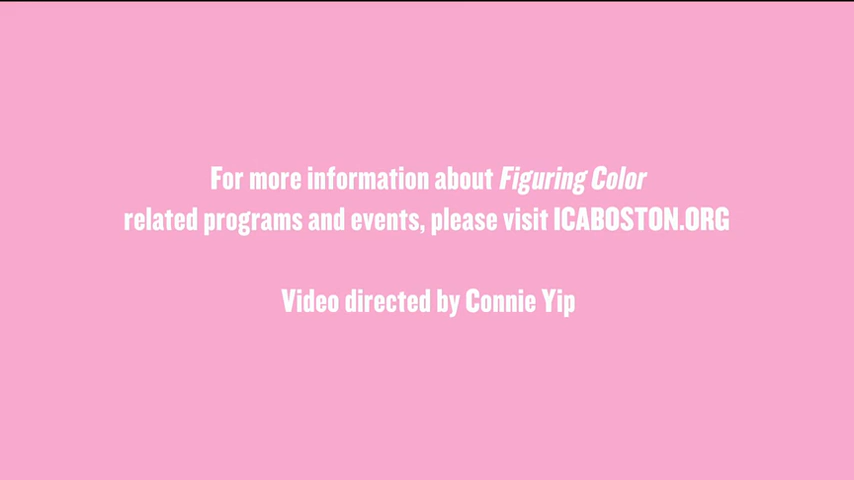 For more information about Figuring Color
related programs and events, please visit ICABOSTON.ORG
Video directed by Connie Yip